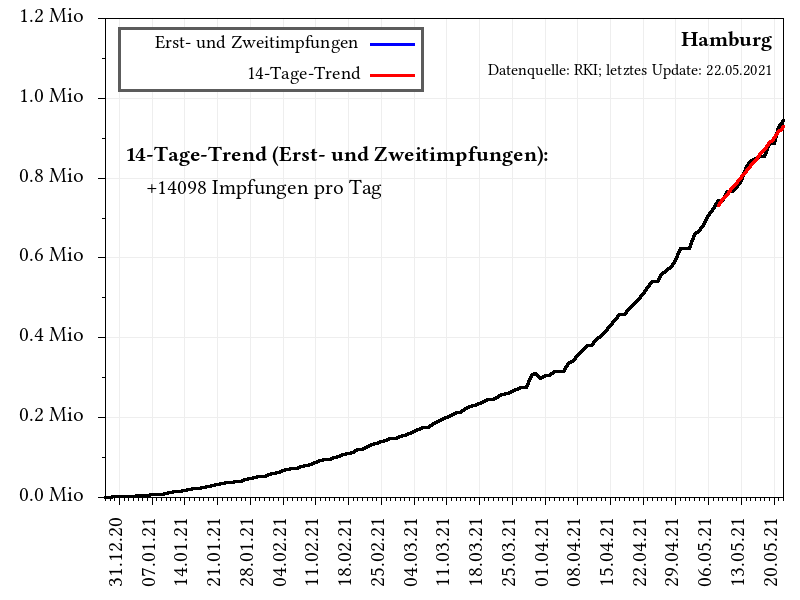 1.2 Mio
1.0 Mio
0.8 Mio
0.6 Mio
0.4 Mio
0.2 Mio
0.0 Mio
Erst- und Zweitimpfungen
14-Tage-Trend
Hamburg
Datenquelle: RKI; letztes Update: 22.05.2021
14-Tage-Trend (Erst- und Zweitimpfungen):
+14098 Impfungen pro Tag
31.12.20
07.01.21
14.01.21
21.01.21
28.01.21
04.02.21
11.02.21
18.02.21
25.02.21
04.03.21
11.03.21
18.03.21
25.03.21
01.04.21
08.04.21
15.04.21
22.04.21
29.04.21
06.05.21
13.05.21
20.05.21